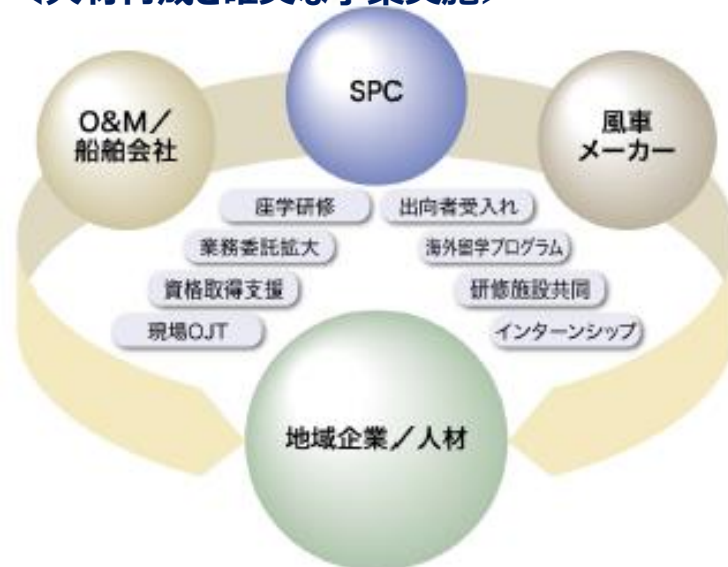 SPC
O&M／
船舶会社
風車
メーカー
座学研修
出向者受入れ
業務委託拡大
海外留学プログラム
資格取得支援
研修施設共同
現場OJT
インターンシップ
地域企業／人材